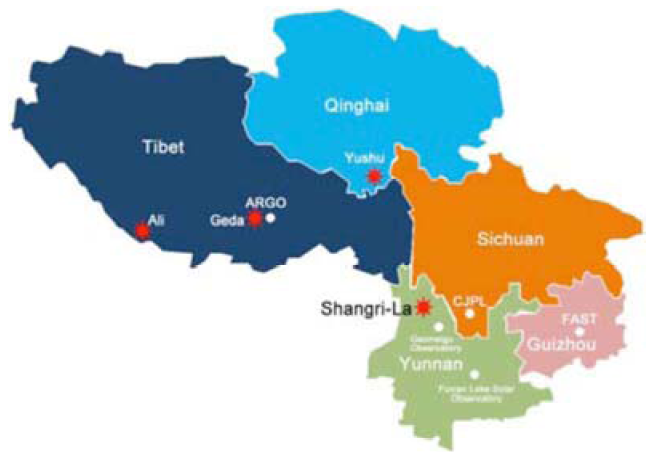 Qinghai
Tibet
Yushu
ARGO
Ali
Geda
Sichuan
Shangri-La
CJPL
FAST
Gaomeigu
Observatory
Guizhou
Yunnan
Fuxian Lake Solar
Observatory